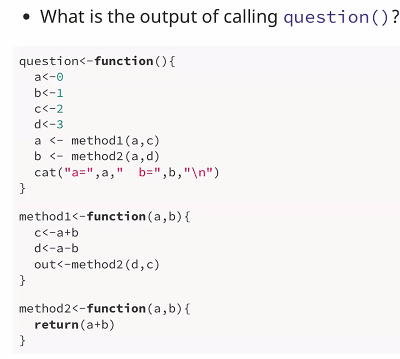 • What is the output of calling question()?
question<-function(){
  a<-0
  b<-1
  c<-2
  d<-3
  a <- method1(a,c)
  b <- method2(a,d)
  cat("a=",a,"  b=",b,"\n")
}
method1<-function(a,b){
  c<-a+b
  d<-a-b
  out<-method2(d,c)
}
method2<-function(a,b){
  return(a+b)
}